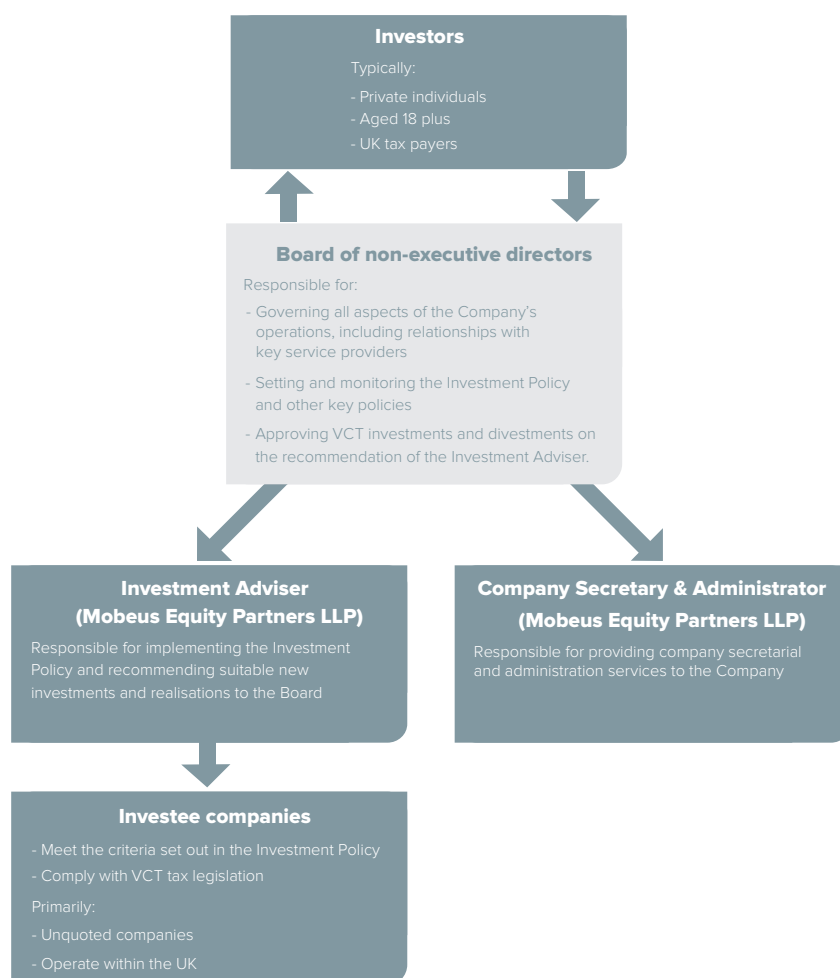 Investors
Typically:
- Private individuals
- Aged 18 plus
- UK tax payers
Board of non-executive directors
Responsible for:
- Governing all aspects of the Company’s
operations, including relationships with
key service providers
- Setting and monitoring the Investment Policy
and other key policies
- Approving VCT investments and divestments on
the recommendation of the Investment Adviser.
Investment Adviser
(Mobeus Equity Partners LLP)
Responsible for implementing the Investment
Policy and recommending suitable new
investments and realisations to the Board
Company Secretary & Administrator
(Mobeus Equity Partners LLP)
Responsible for providing company secretarial
and administration services to the Company
Investee companies
- Meet the criteria set out in the Investment Policy
- Comply with VCT tax legislation
Primarily:
- Unquoted companies
- Operate within the UK